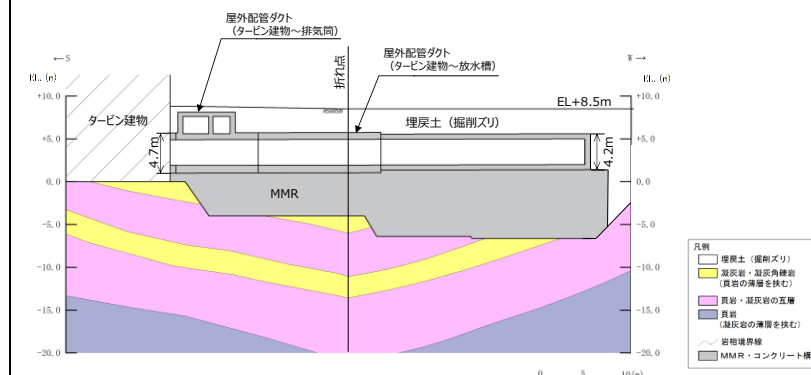 屋外配管ダクト
（タービン建物～排気筒）
←S
折れ点
屋外配管ダクト
（タービン建物～放水槽）
W→
EL. (m)
EL. (m)
+10.0
EL+8.5m
+10.0
タービン建物
埋戻土（掘削ズリ）
+5.0
4.7m
4.2m
+5.0
0.0
MMR
0.0
-5.0
-5.0
-10.0
-10.0
-15.0
-15.0
-20.0
-20.0
0 5 10(m)
凡例
埋戻土（掘削ズリ）
凝灰岩・凝灰角礫岩
（頁岩の薄層を挟む）
頁岩・凝灰岩の互層
頁岩
（凝灰岩の薄層を挟む）
岩相境界線
MMR・コンクリート構